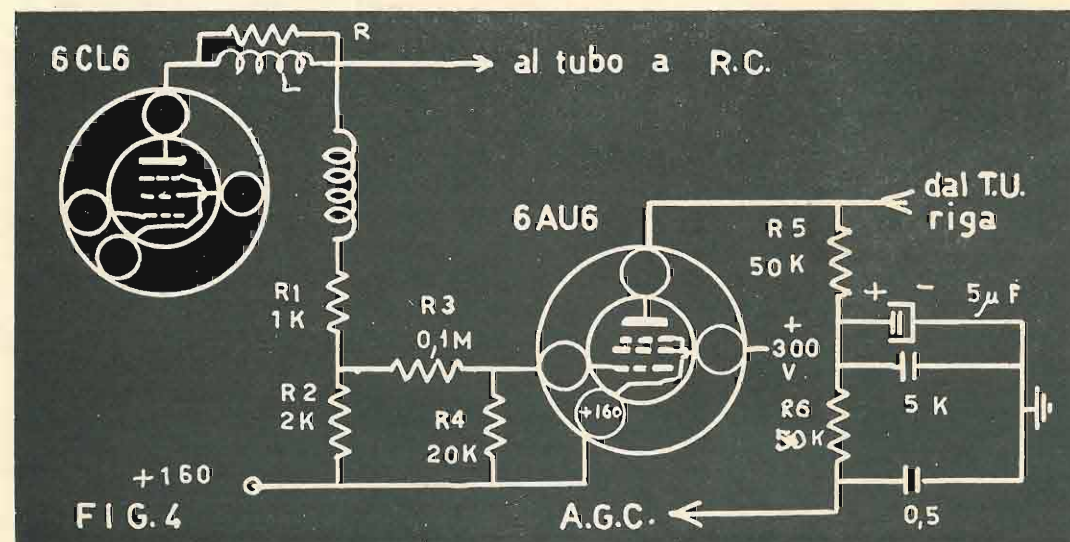 R
6CL6
L
al tubo a R.C.
dal T.U.
riga
6AU6
R5
50K
+ -
5µF
R1
1K
R3
0,1M
+
300
V.
R2
2K
R4
20K
+160
R6
50K
5K
+160
FIG.4
A.G.C.
0,5